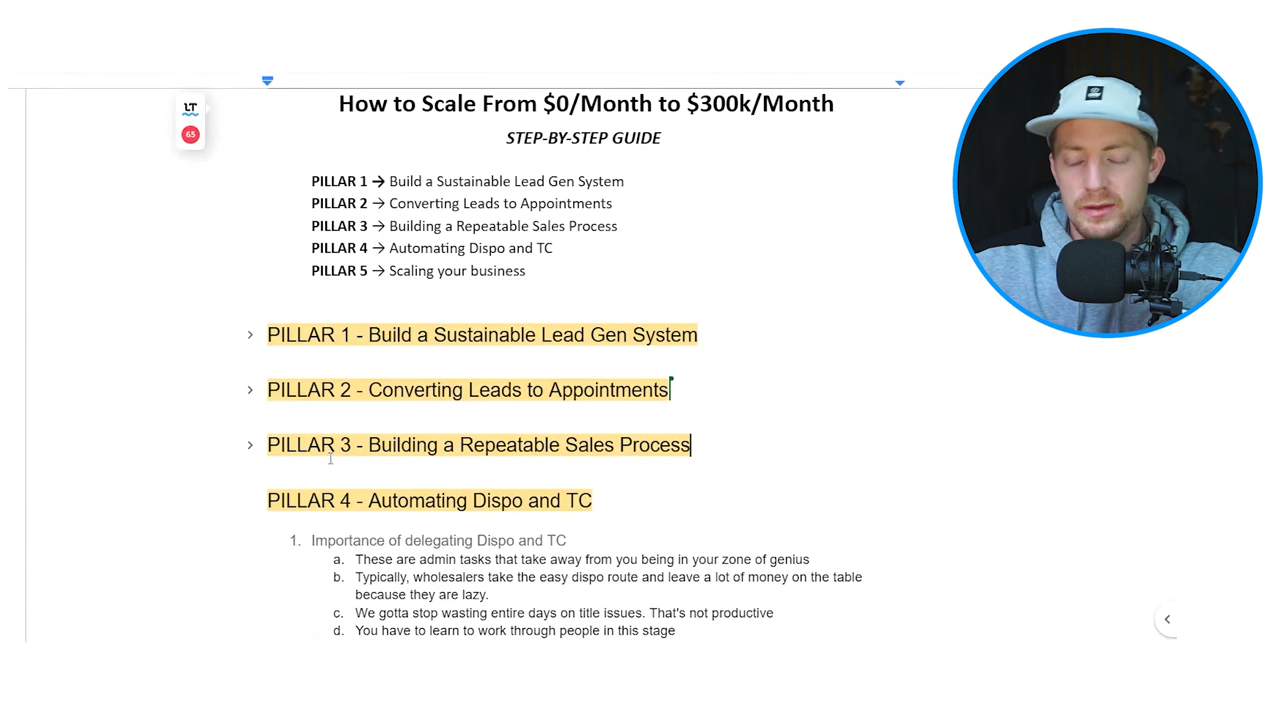 How to Scale From $0/Month to $300k/Month
STEP-BY-STEP GUIDE
PILLAR 1 → Build a Sustainable Lead Gen System
PILLAR 2 → Converting Leads to Appointments
PILLAR 3 → Building a Repeatable Sales Process
PILLAR 4 → Automating Dispo and TC
PILLAR 5 → Scaling your business
LT
65
PILLAR 1 - Build a Sustainable Lead Gen System
PILLAR 2 - Converting Leads to Appointments
PILLAR 3 - Building a Repeatable Sales Process
PILLAR 4 - Automating Dispo and TC
1. Importance of delegating Dispo and TC
a. These are admin tasks that take away from you being in your zone of genius
b. Typically, wholesalers take the easy dispo route and leave a lot of money on the table
because they are lazy.
c. We gotta stop wasting entire days on title issues. That's not productive
d. You have to learn to work through people in this stage